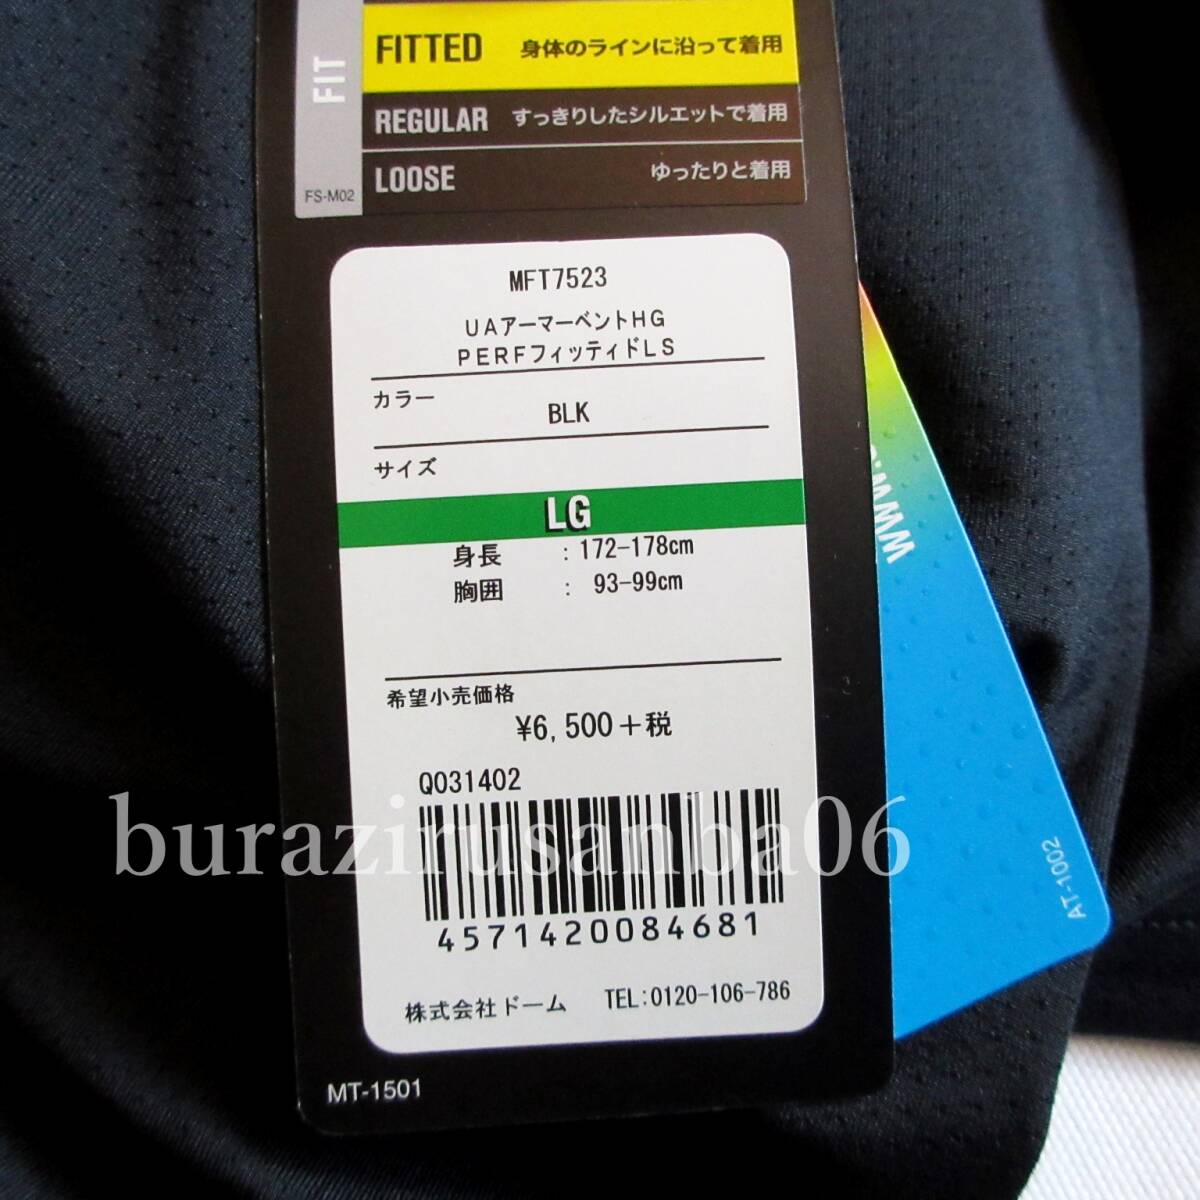 FIT
FITTED 身体のラインに沿って着用
REGULAR すっきりしたシルエットで着用
LOOSE ゆったりと着用
FS-M02
MFT7523
UAアーマーベントHG
PERFフィッティドLS
カラー
BLK
サイズ
LG
身長 : 172-178cm
胸囲 : 93-99cm
希望小売価格
¥6,500+税
Q031402
4571420084681
株式会社ドーム TEL:0120-106-786
MT-1501
www.
AT-1002
burazirusanba06